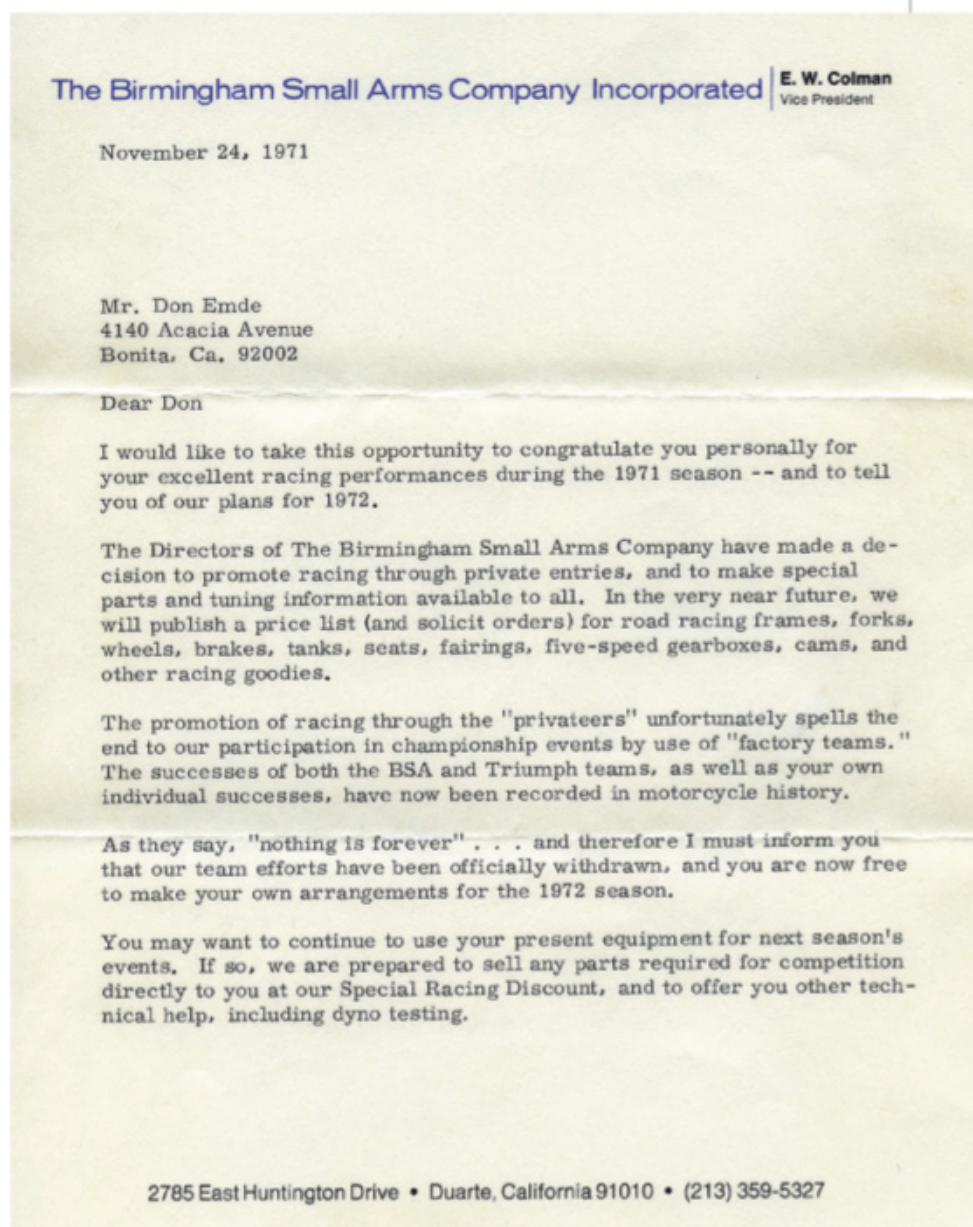 The Birmingham Small Arms Company Incorporated
E. W. Colman
Vice President
November 24, 1971
Mr. Don Emde
4140 Acacia Avenue
Bonita, Ca. 92002
Dear Don
I would like to take this opportunity to congratulate you personally for
your excellent racing performances during the 1971 season -- and to tell
you of our plans for 1972.
The Directors of The Birmingham Small Arms Company have made a de-
cision to promote racing through private entries, and to make special
parts and tuning information available to all. In the very near future, we
will publish a price list (and solicit orders) for road racing frames, forks,
wheels, brakes, tanks, seats, fairings, five-speed gearboxes, cams, and
other racing goodies.
The promotion of racing through the "privateers" unfortunately spells the
end to our participation in championship events by use of "factory teams."
The successes of both the BSA and Triumph teams, as well as your own
individual successes, have now been recorded in motorcycle history.
As they say, "nothing is forever" . . . and therefore I must inform you
that our team efforts have been officially withdrawn, and you are now free
to make your own arrangements for the 1972 season.
You may want to continue to use your present equipment for next season's
events. If so, we are prepared to sell any parts required for competition
directly to you at our Special Racing Discount, and to offer you other tech-
nical help, including dyno testing.
2785 East Huntington Drive • Duarte, California 91010 • (213) 359-5327